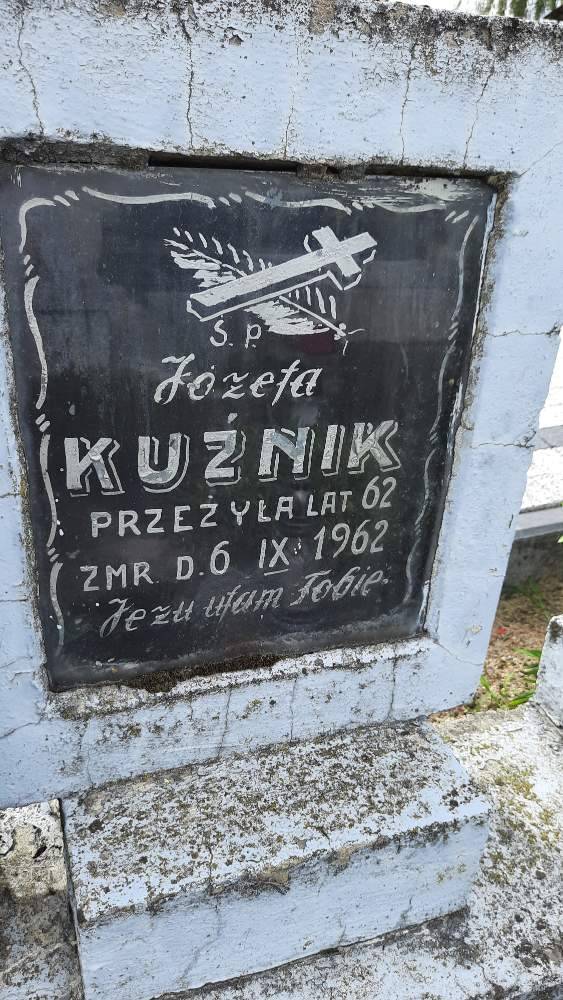 Ś. P.
Józefa
KUŹNIK
PRZEŻYŁA LAT 62
ZMR. D. 6 IX 1962
Jezu ufam Tobie